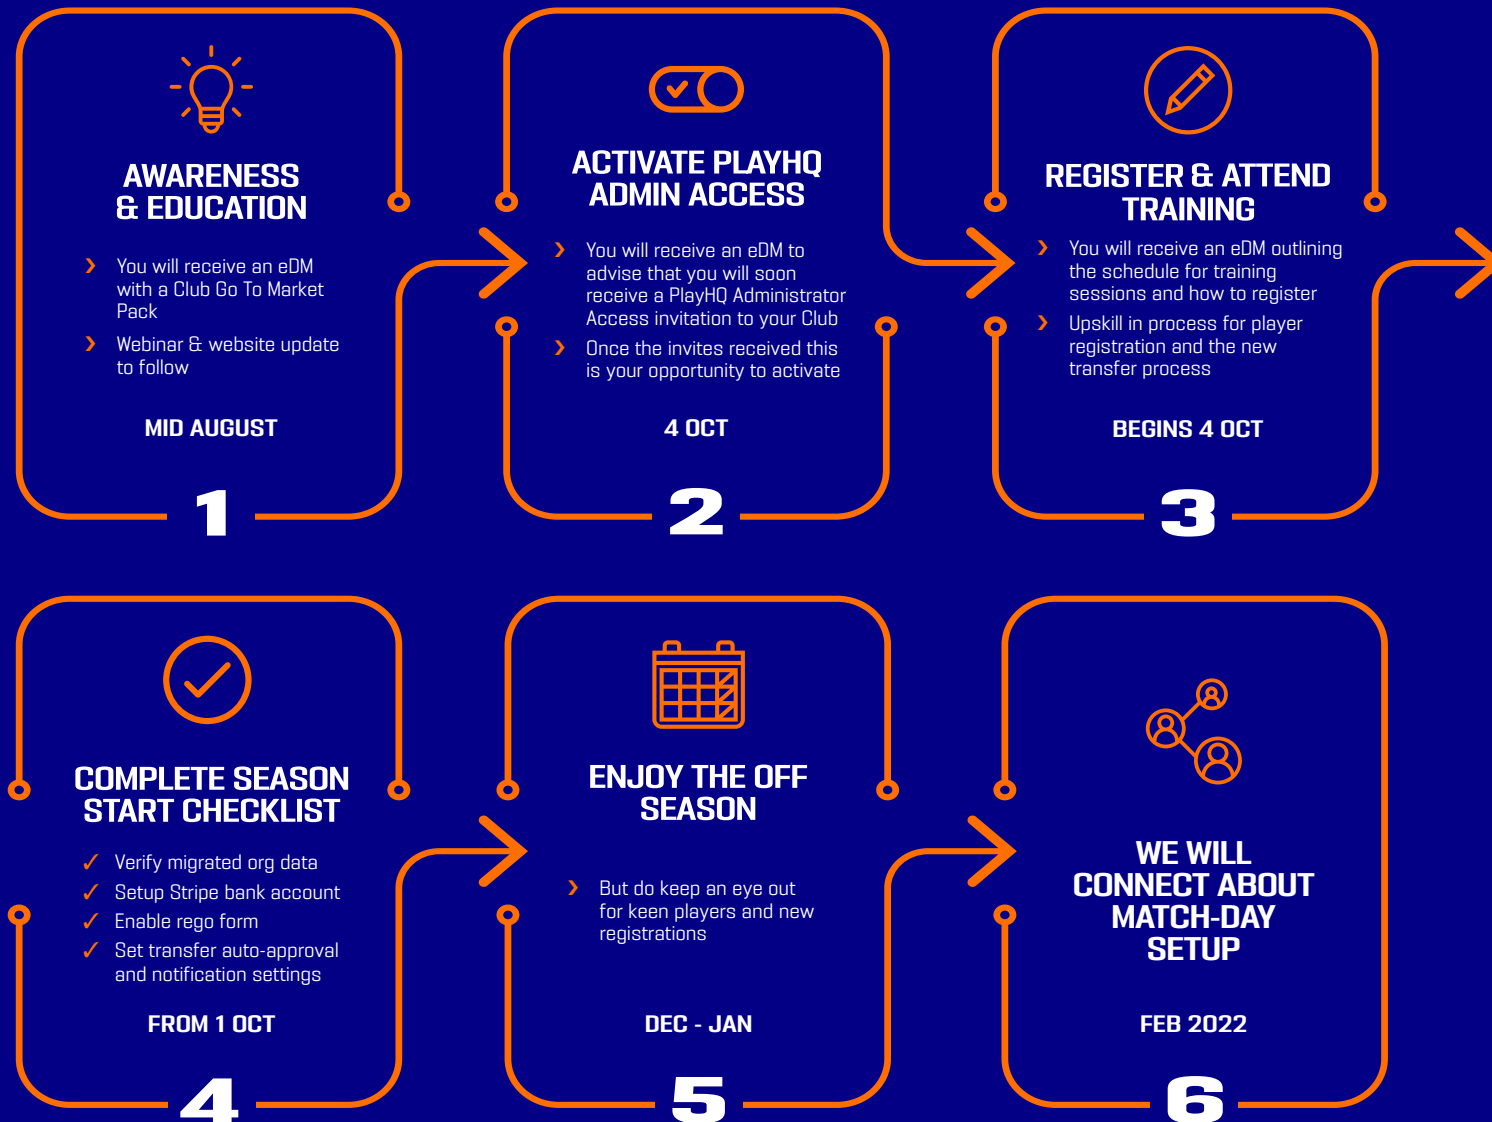 AWARENESS
& EDUCATION
You will receive an eDM
with a Club Go To Market
Pack
Webinar & website update
to follow
MID AUGUST
1
ACTIVATE PLAYHQ
ADMIN ACCESS
You will receive an eDM to
advise that you will soon
receive a PlayHQ Administrator
Access invitation to your Club
Once the invites received this
is your opportunity to activate
4 OCT
2
REGISTER & ATTEND
TRAINING
You will receive an eDM outlining
the schedule for training
sessions and how to register
Upskill in process for player
registration and the new
transfer process
BEGINS 4 OCT
3
COMPLETE SEASON
START CHECKLIST
Verify migrated org data
Setup Stripe bank account
Enable rego form
Set transfer auto-approval
and notification settings
FROM 1 OCT
4
ENJOY THE OFF
SEASON
But do keep an eye out
for keen players and new
registrations
DEC - JAN
5
WE WILL
CONNECT ABOUT
MATCH-DAY
SETUP
FEB 2022
6